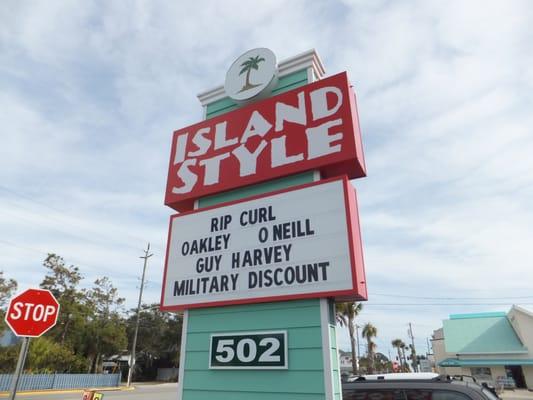 ISLAND
STYLE
RIP CURL
OAKLEY O NEILL
GUY HARVEY
MILITARY DISCOUNT
502
STOP